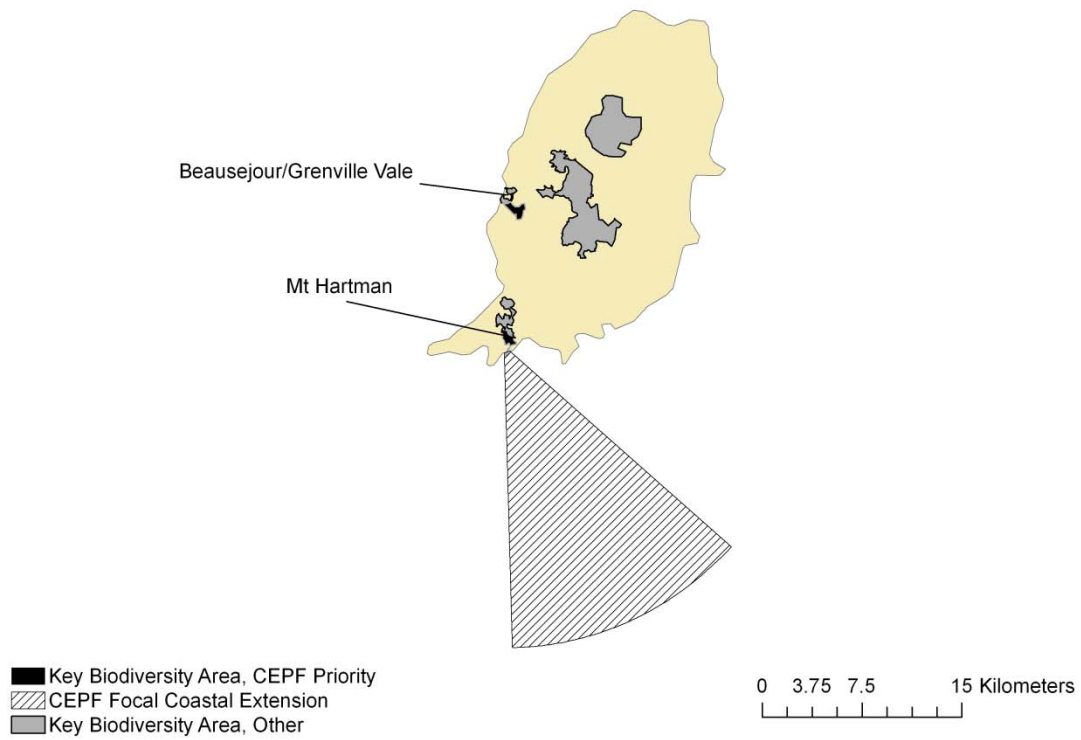 Beausejour/Grenville Vale
Mt Hartman
Key Biodiversity Area, CEPF Priority
CEPF Focal Coastal Extension
Key Biodiversity Area, Other
0 3.75 7.5 15 Kilometers